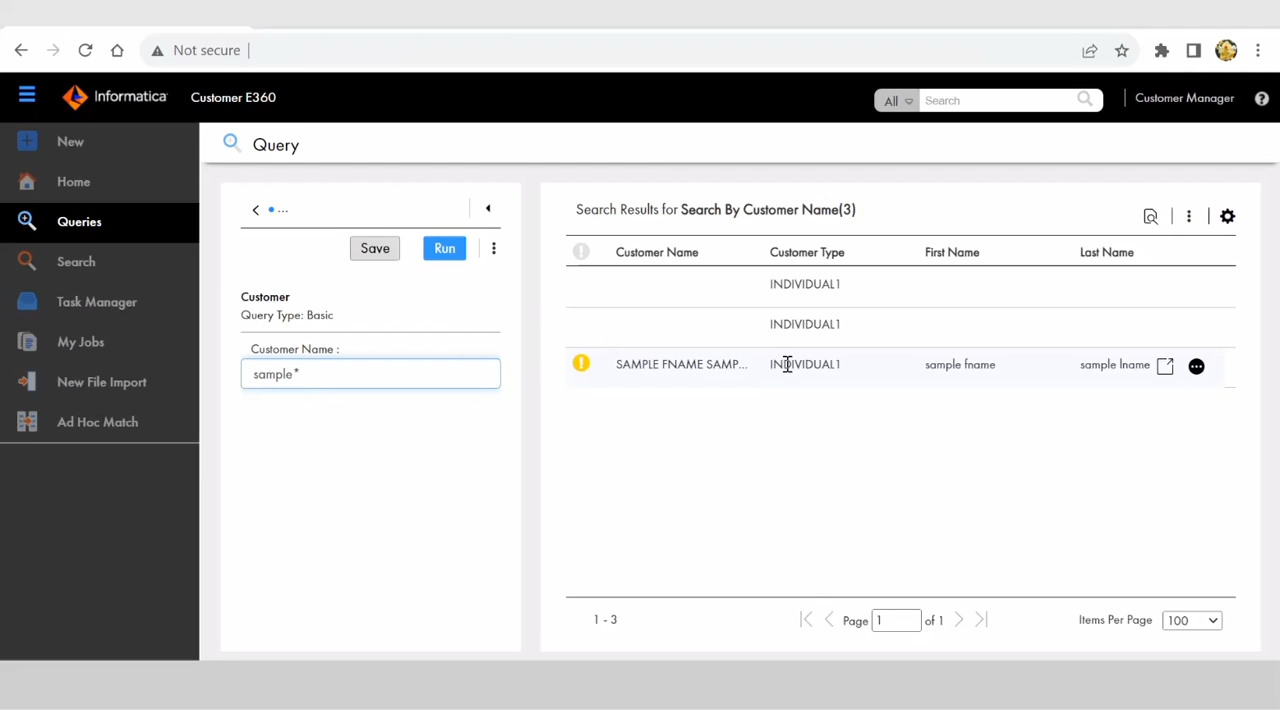 Not secure
Informatica Customer E360 All Search Customer Manager
New
Home
Queries
Search
Task Manager
My Jobs
New File Import
Ad Hoc Match
Query
...
Save Run
Customer
Query Type: Basic
Customer Name :
sample*
Search Results for Search By Customer Name(3)
Customer Name Customer Type First Name Last Name
INDIVIDUAL1
INDIVIDUAL1
SAMPLE FNAME SAMP... INDIVIDUAL1 sample fname sample lname
1 - 3 Page 1 of 1 Items Per Page 100